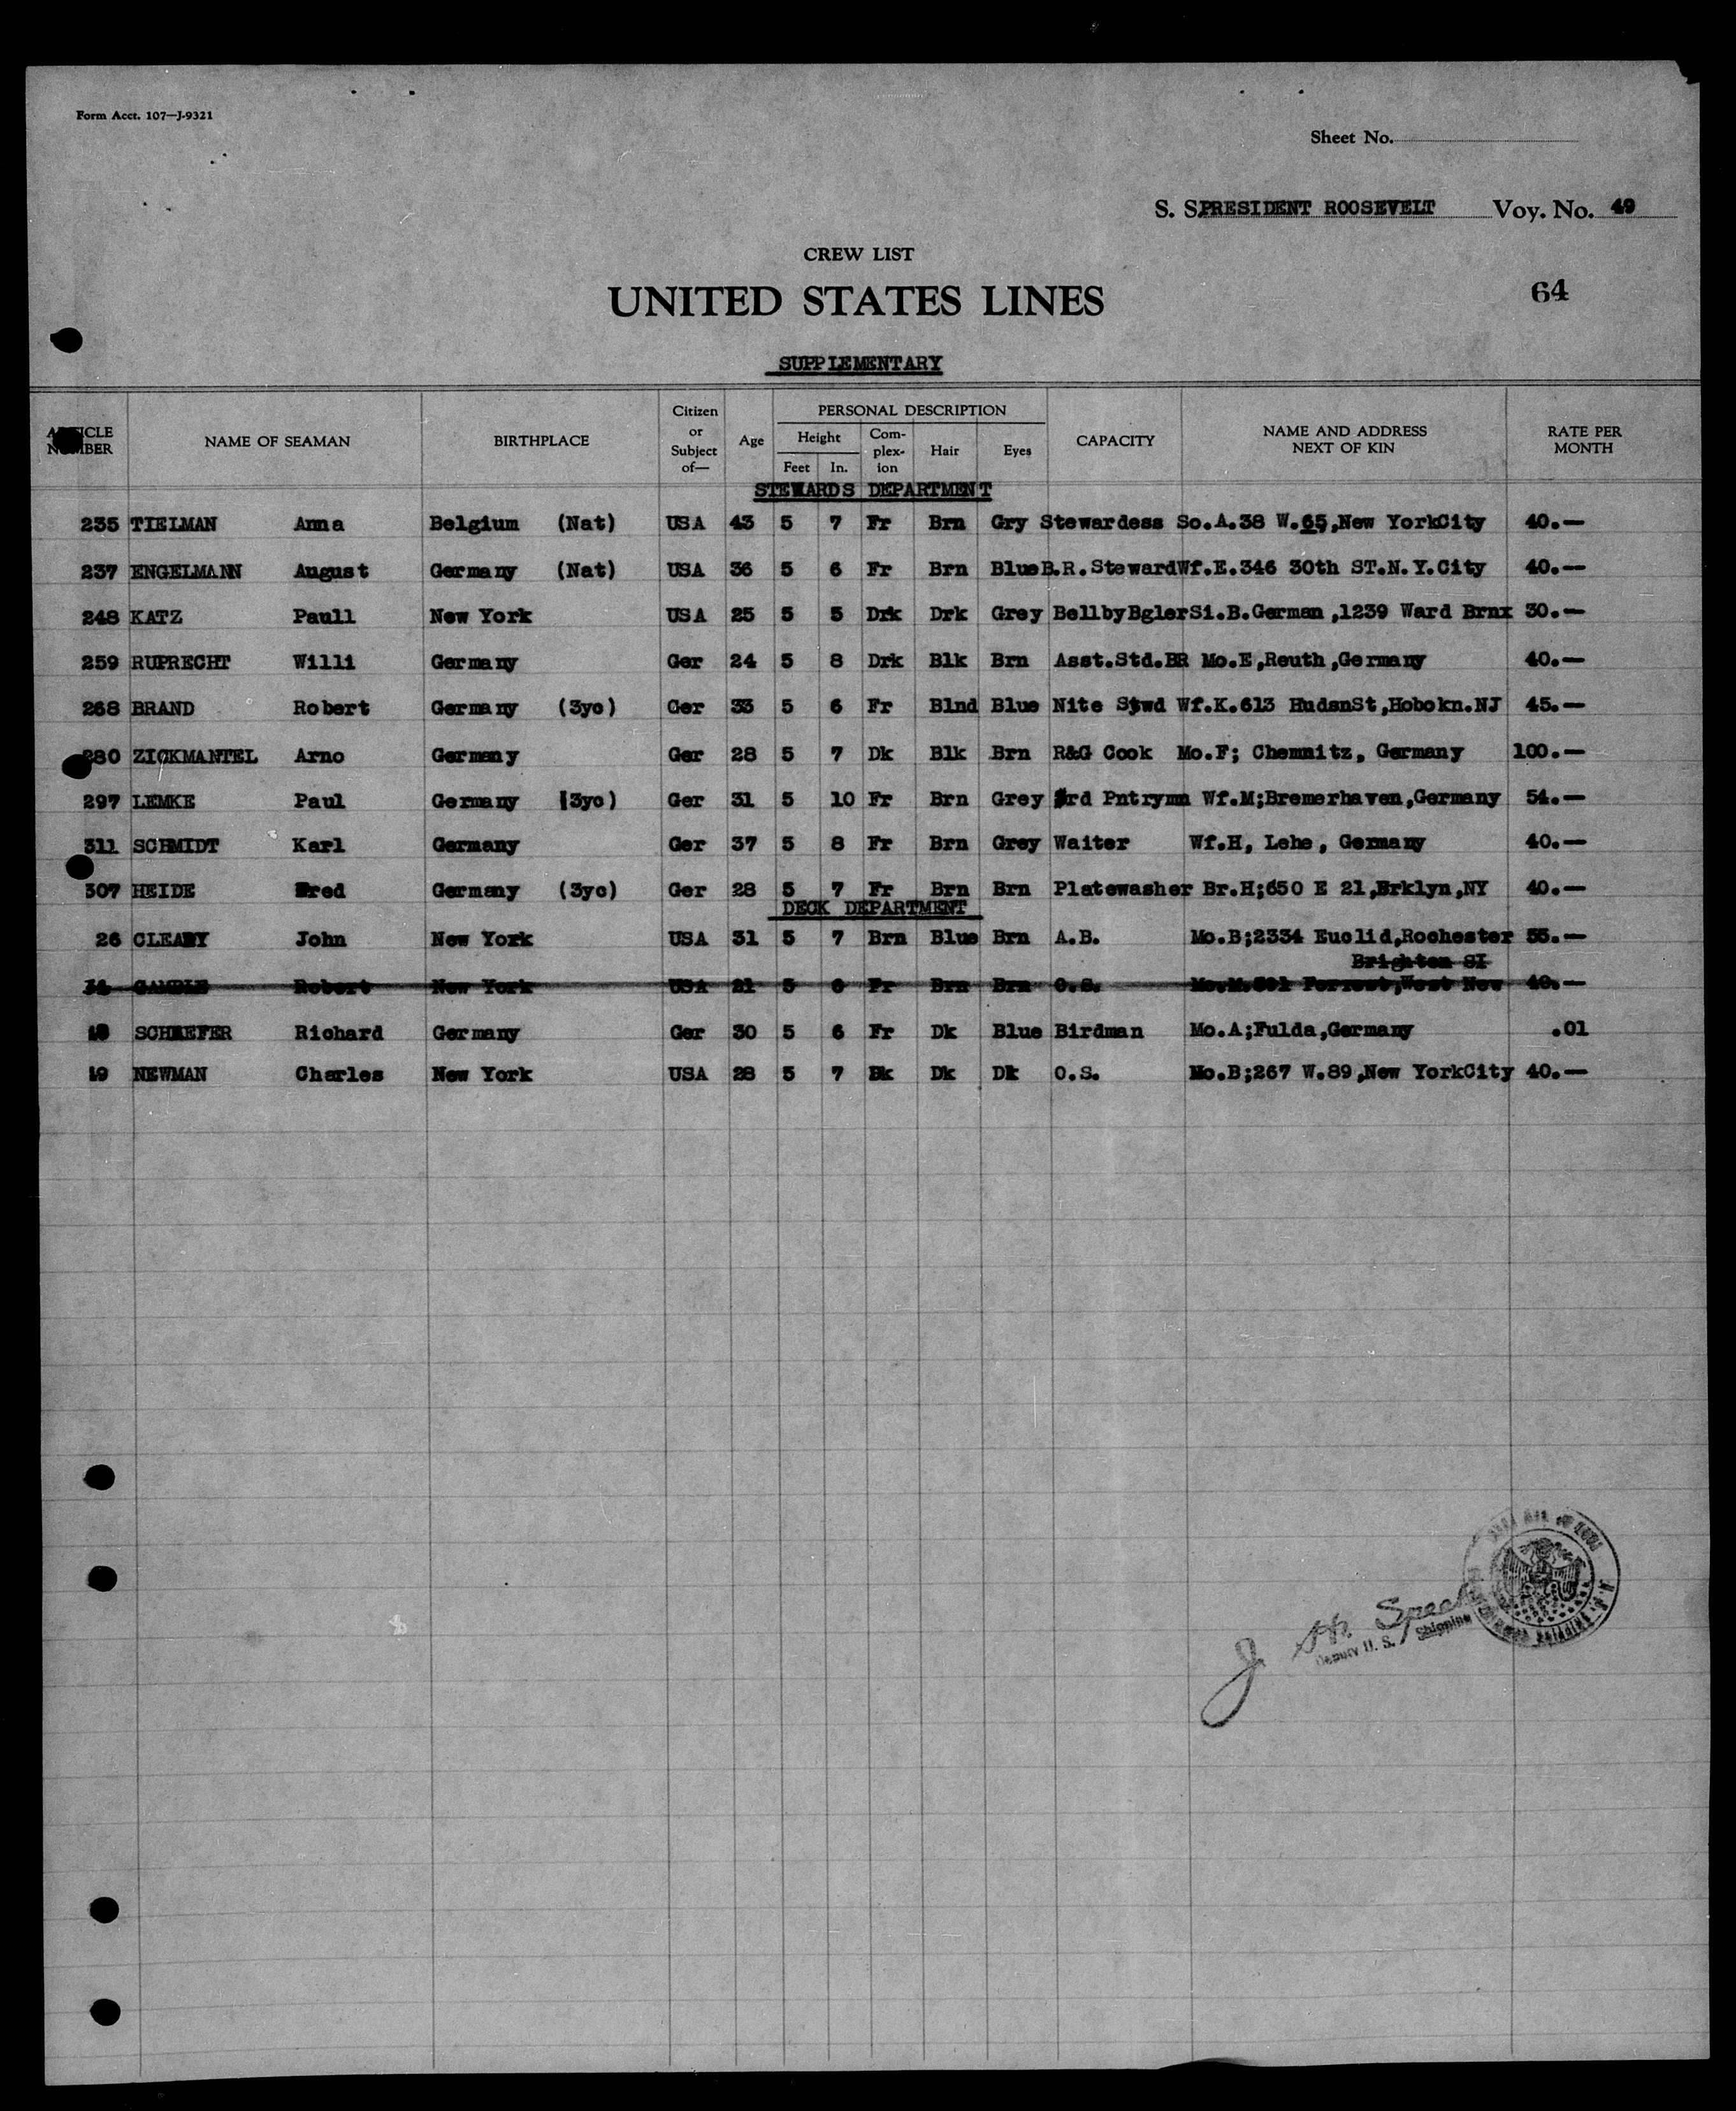 Form Acct. 107—J-9321
Sheet No.
S. S. PRESIDENT ROOSEVELT Voy. No. 49
CREW LIST
UNITED STATES LINES 64
SUPPLEMENTARY
ARTICLE NUMBER NAME OF SEAMAN BIRTHPLACE Citizen or Subject of— Age PERSONAL DESCRIPTION Height Feet In. Com-plex-ion Hair Eyes CAPACITY NAME AND ADDRESS NEXT OF KIN RATE PER MONTH
STEWARDS DEPARTMENT
235 TIELMAN Anna Belgium (Nat) USA 43 5 7 Fr Brn Gry Stewardess So.A.38 W.65,New YorkCity 40.—
237 ENGELMANN August Germany (Nat) USA 36 5 6 Fr Brn Blue B.R.Steward Wf.E.346 30th ST.N.Y.City 40.—
248 KATZ Paull New York USA 25 5 5 Drk Drk Grey BellbyBgler Si.B.German ,1239 Ward Brnx 30.—
259 RUPRECHT Willi Germany Ger 24 5 8 Drk Blk Brn Asst.Std.BR Mo.E,Reuth,Germany 40.—
268 BRAND Robert Germany (3yo) Ger 33 5 6 Fr Blnd Blue Nite Stwd Wf.K.613 HudsnSt,Hobokn.NJ 45.—
280 ZICKMANTEL Arno Germany Ger 28 5 7 Dk Blk Brn R&G Cook Mo.F; Chemnitz, Germany 100.—
297 LEMKE Paul Germany (3yo) Ger 31 5 10 Fr Brn Grey 3rd Pntrymn Wf.M;Bremerhaven,Germany 54.—
311 SCHMIDT Karl Germany Ger 37 5 8 Fr Brn Grey Waiter Wf.H, Lehe, Germany 40.—
307 HEIDE Fred Germany (3yo) Ger 28 5 7 Fr Brn Brn Platewasher Br.H;650 E 21,Brklyn,NY 40.—
DECK DEPARTMENT
26 CLEARY John New York USA 31 5 7 Brn Blue Brn A.B. Mo.B;2334 Euclid,Rochester 55.—
Brighton SI
34 GAMBLE Robert New York USA 21 5 6 Fr Brn Brn O.S. Forrest,West New 40.—
SCHAEFER Richard Germany Ger 30 5 6 Fr Dk Blue Birdman Mo.A;Fulda,Germany .01
19 NEWMAN Charles New York USA 28 5 7 Dk Dk Dk O.S. Mo.B;267 W.89,New YorkCity 40.—
Deputy U. S. Shipping